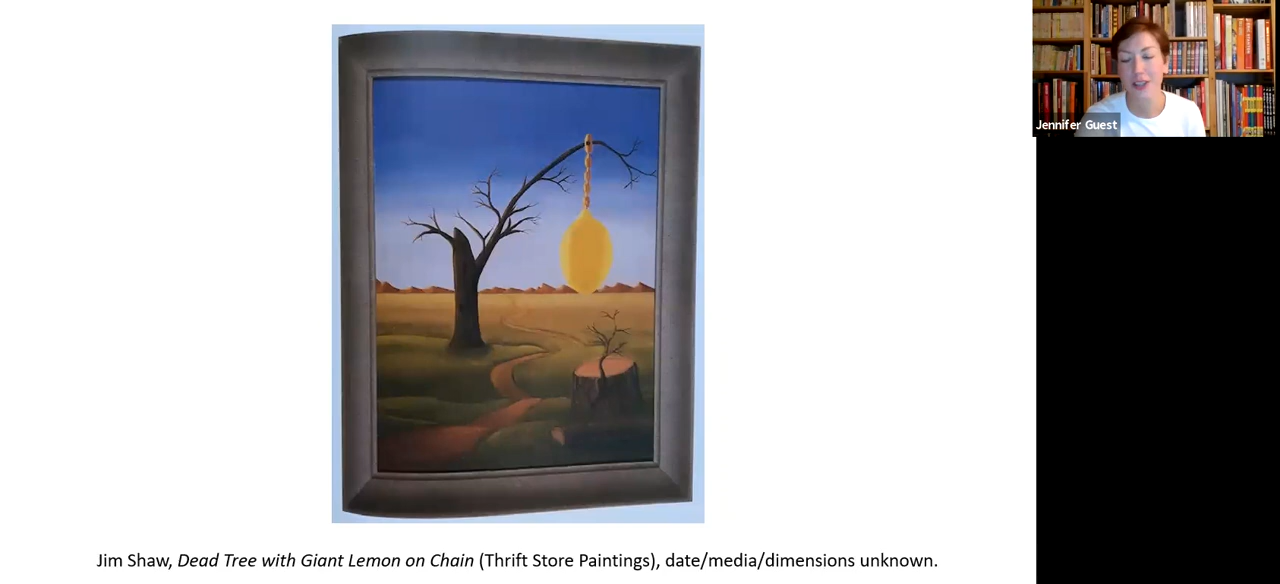 Jennifer Guest
Jim Shaw, Dead Tree with Giant Lemon on Chain (Thrift Store Paintings), date/media/dimensions unknown.